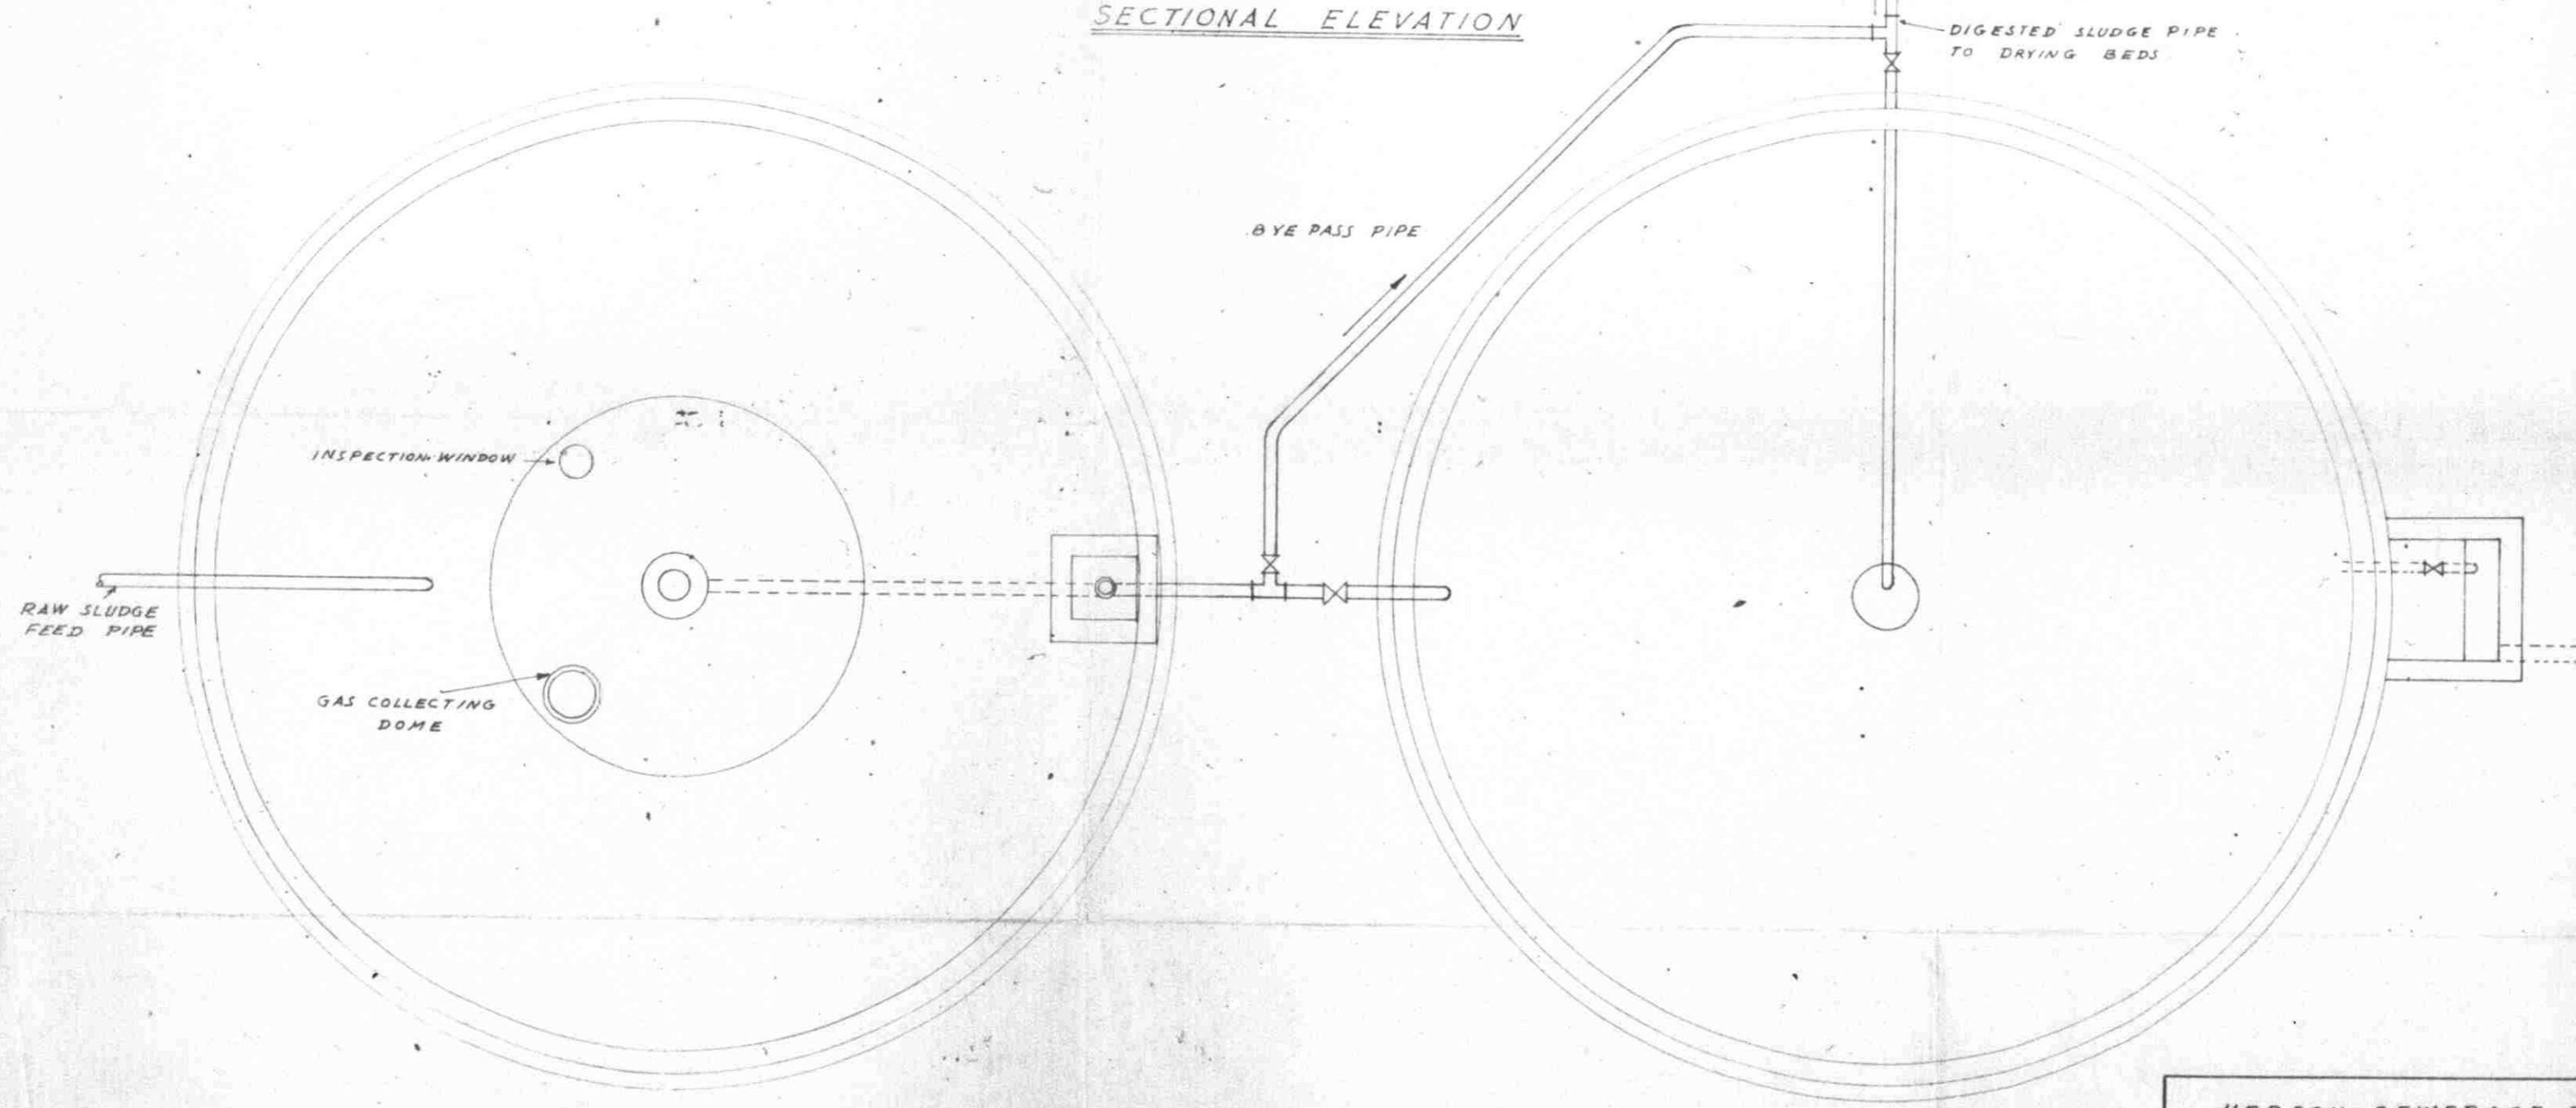 SECTIONAL ELEVATION
DIGESTED SLUDGE PIPE
TO DRYING BEDS
BYE PASS PIPE
INSPECTION WINDOW
RAW SLUDGE
FEED PIPE
GAS COLLECTING
DOME